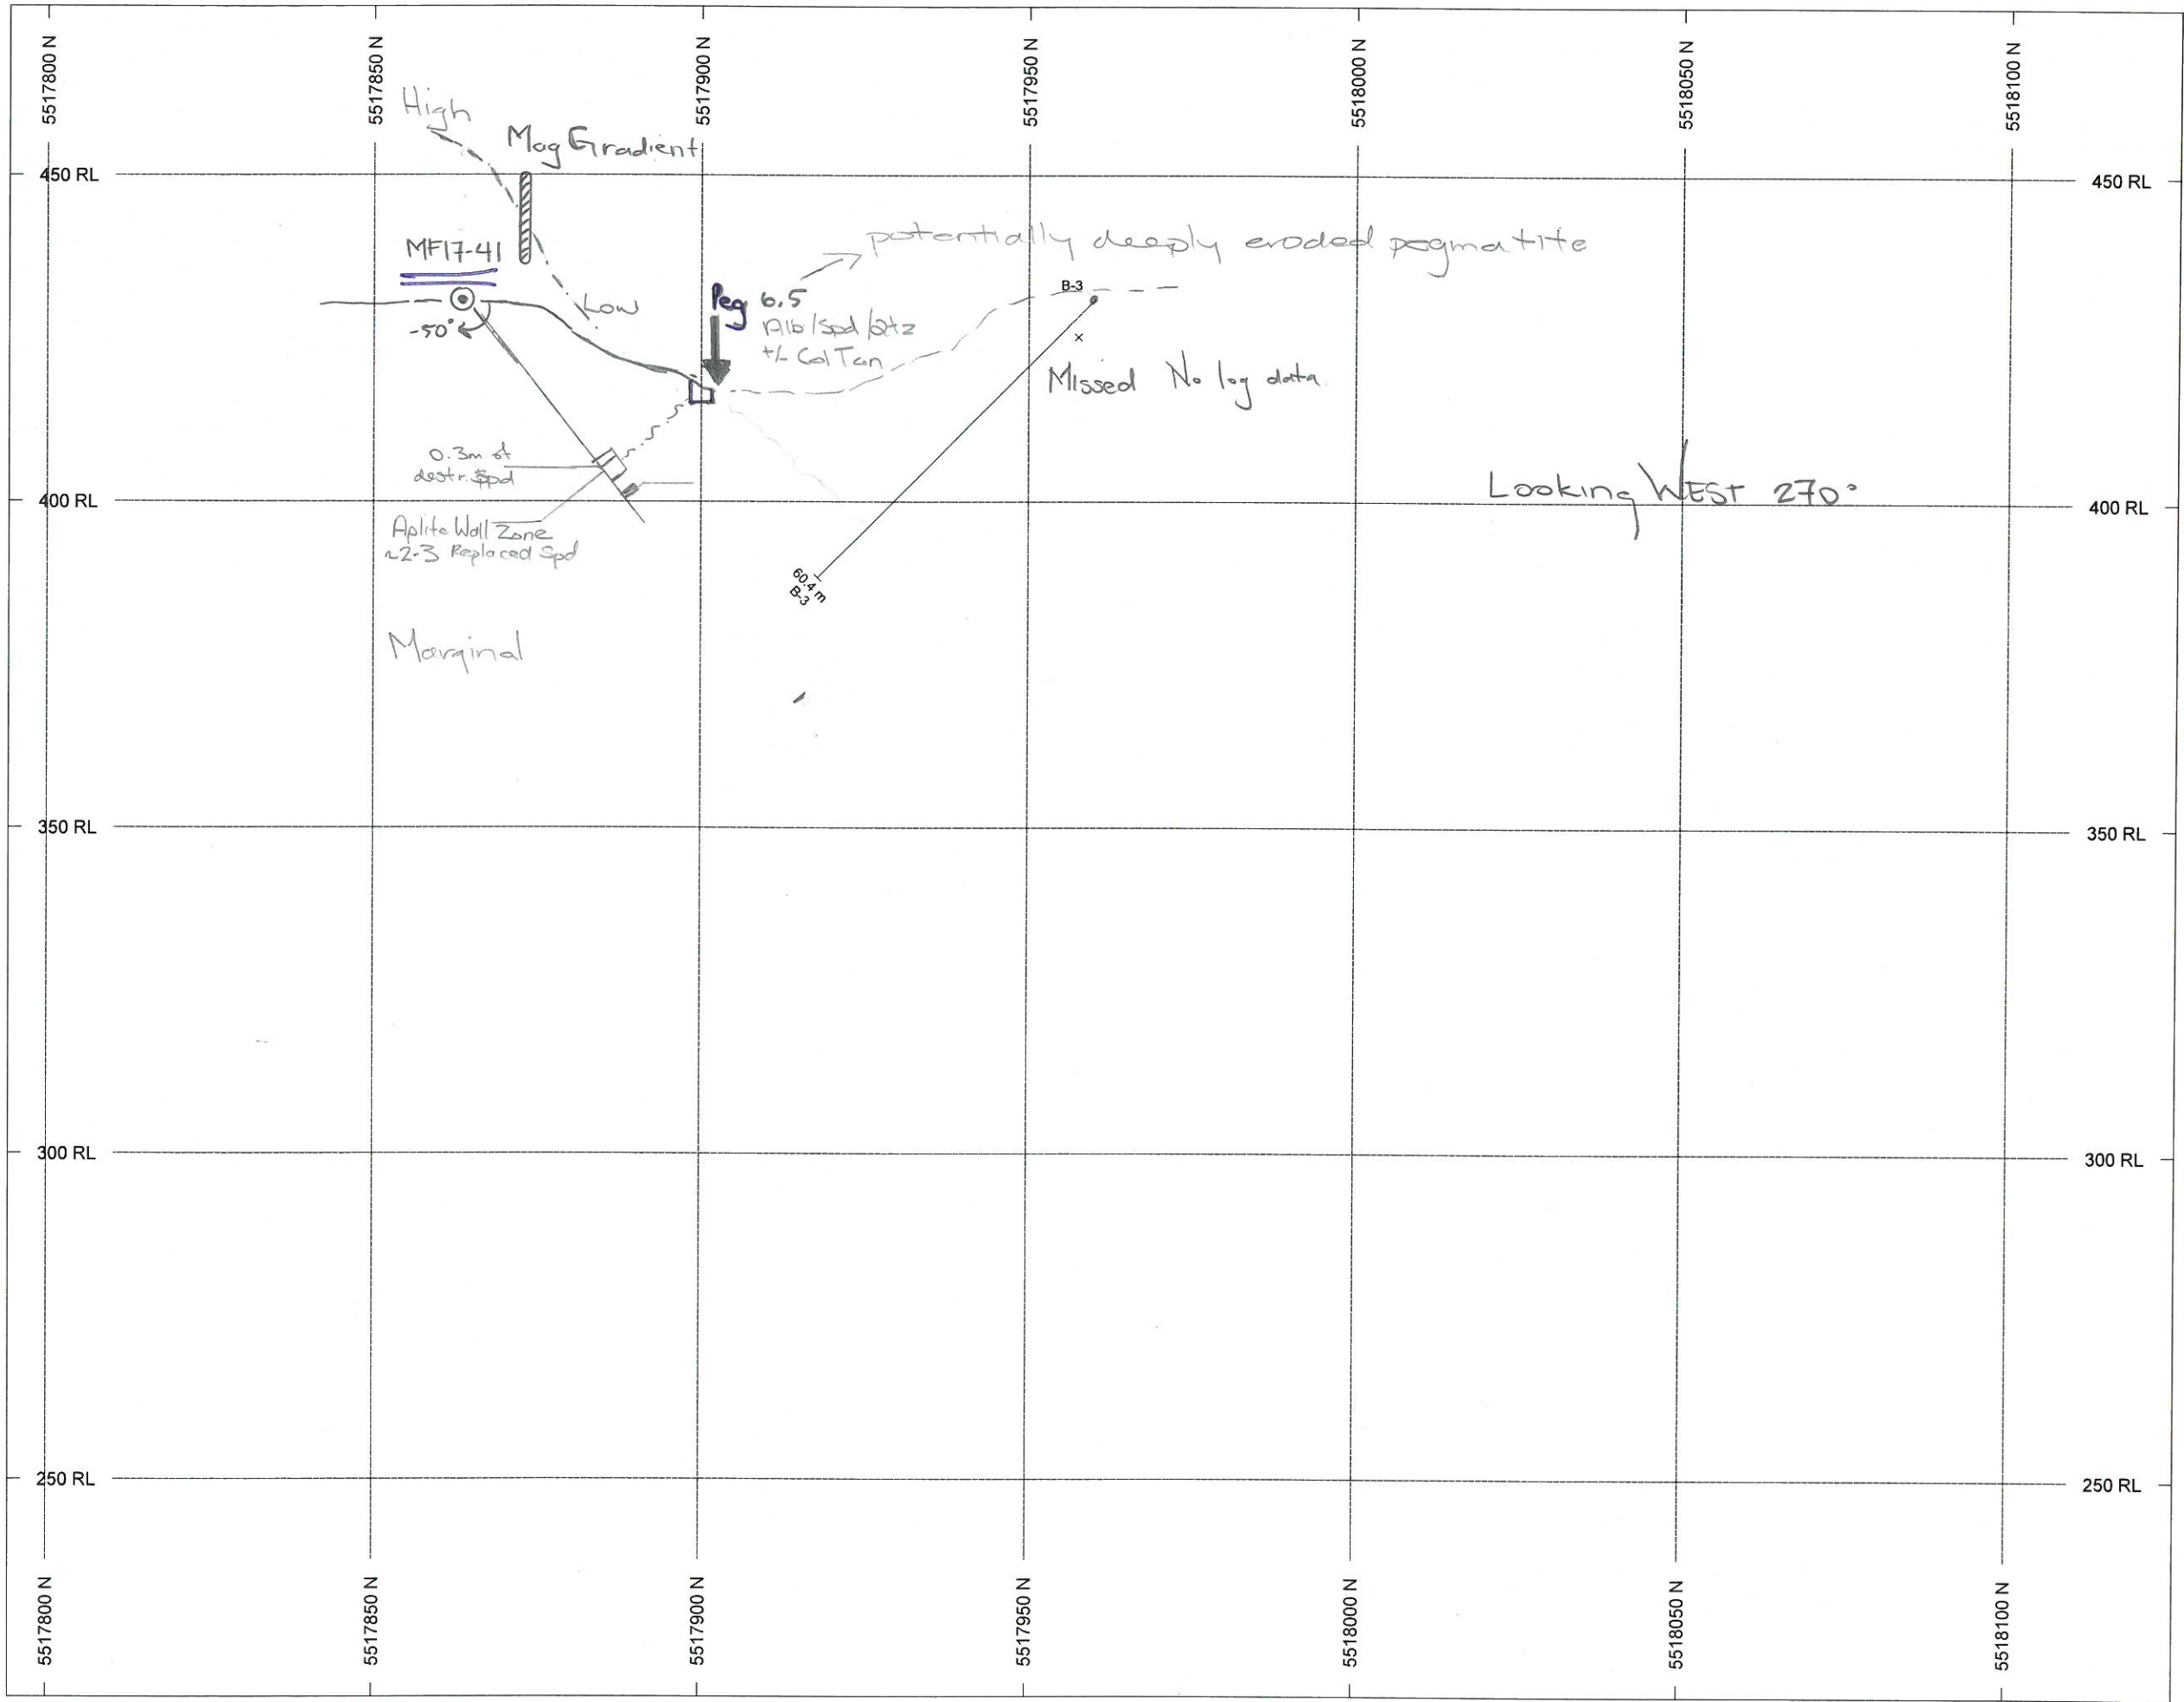 5517800 N
5517850 N
5517900 N
5517950 N
5518000 N
5518050 N
5518100 N
High
Mag Gradient
450 RL
450 RL
potentially deeply eroded pegmatite
MF17-41
-50°
Low
Peg 6.5
Alb/Spd/Qtz
+/- Col Tan
B-3
x
Missed No log data
0.3m of
destr. Spd
Looking WEST 270°
400 RL
400 RL
Aplite Wall Zone
~2-3 Replaced Spd
60.4 m
B-3
Marginal
350 RL
350 RL
300 RL
300 RL
250 RL
250 RL
5517800 N
5517850 N
5517900 N
5517950 N
5518000 N
5518050 N
5518100 N